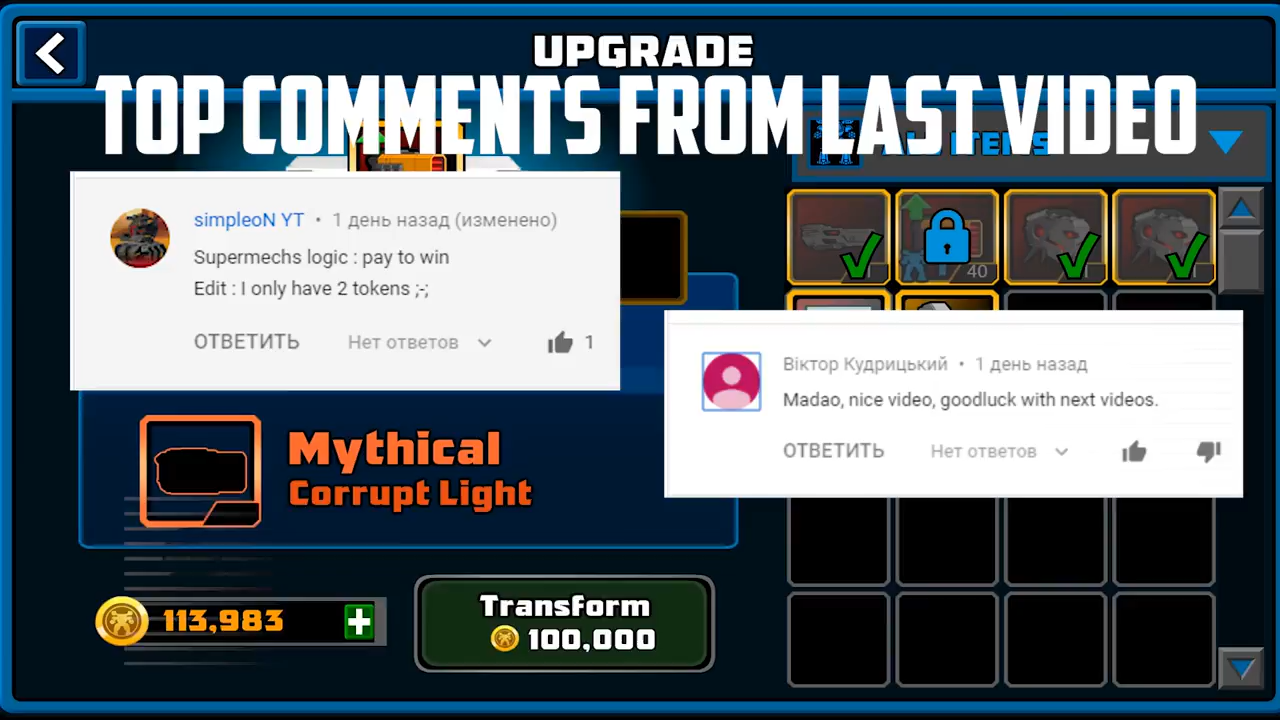 UPGRADE
TOP COMMENTS FROM LAST VIDEO
simpleoN YT • 1 день назад (изменено)
Supermechs logic : pay to win
Edit : I only have 2 tokens ;-;
ОТВЕТИТЬ Нет ответов 1
40
Віктор Кудрицький • 1 день назад
Madao, nice video, goodluck with next videos.
ОТВЕТИТЬ Нет ответов
Mythical
Corrupt Light
113,983
Transform
100,000